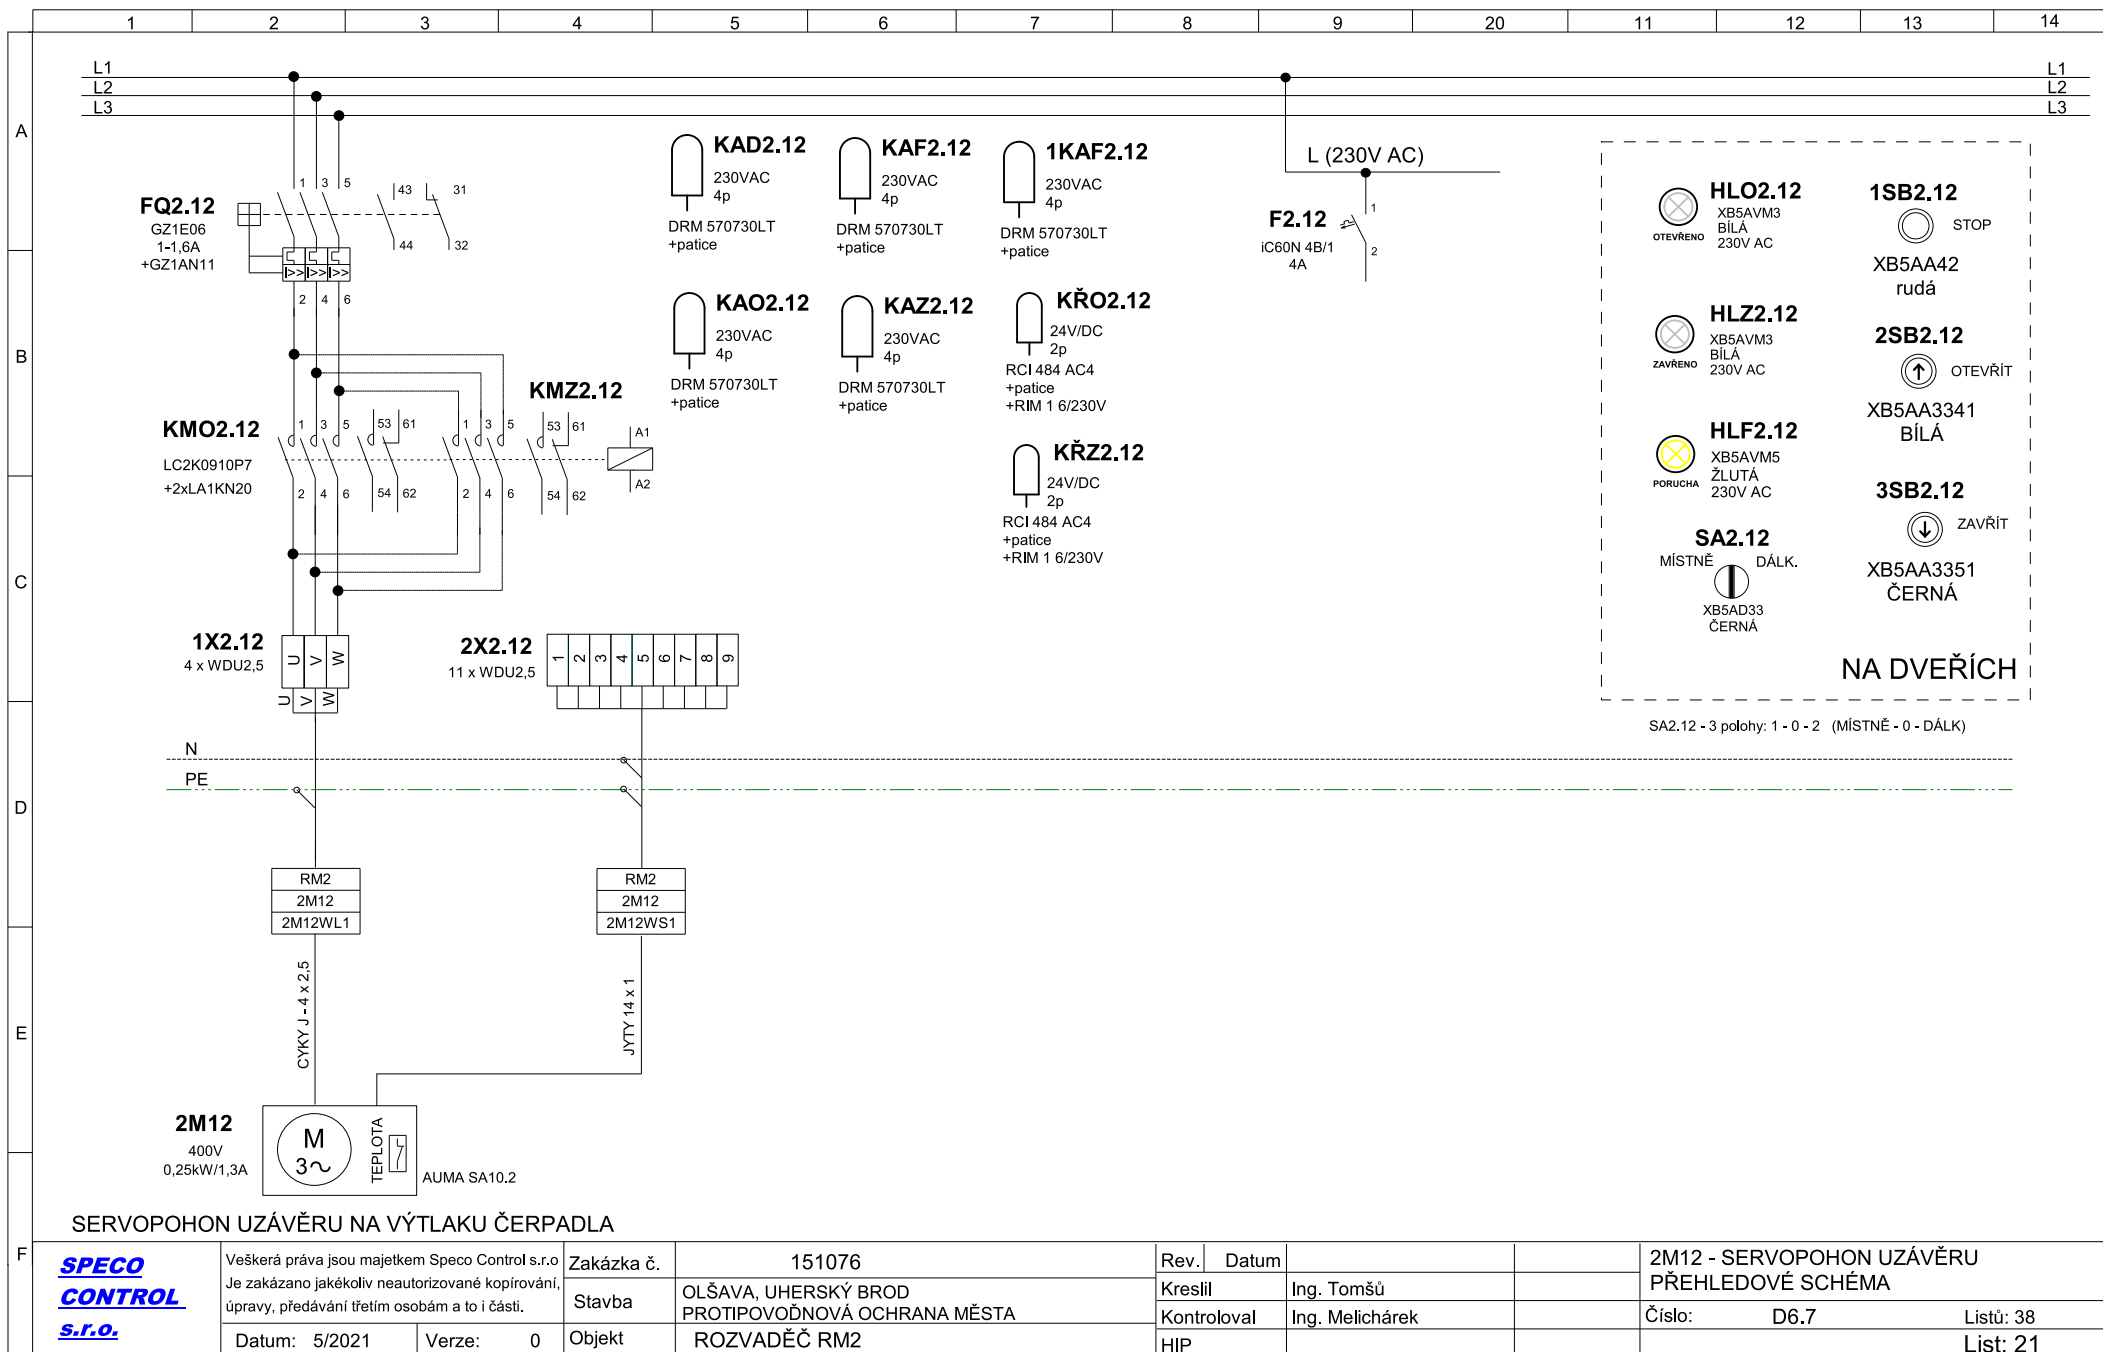 1 2 3 4 5 6 7 8 9 20 11 12 13 14
A
B
C
D
E
F
L1
L2
L3
L1
L2
L3
FQ2.12
GZ1E06
1-1,6A
+GZ1AN11
1 3 5
43 31
44 32
I>> I>> I>>
2 4 6
KAD2.12
230VAC
4p
DRM 570730LT
+patice
KAF2.12
230VAC
4p
DRM 570730LT
+patice
1KAF2.12
230VAC
4p
DRM 570730LT
+patice
KAO2.12
230VAC
4p
DRM 570730LT
+patice
KAZ2.12
230VAC
4p
DRM 570730LT
+patice
KŘO2.12
24V/DC
2p
RCI 484 AC4
+patice
+RIM 1 6/230V
KŘZ2.12
24V/DC
2p
RCI 484 AC4
+patice
+RIM 1 6/230V
L (230V AC)
F2.12
iC60N 4B/1
4A
1
2
HLO2.12
XB5AVM3
BÍLÁ
230V AC
OTEVŘENO
HLZ2.12
XB5AVM3
BÍLÁ
230V AC
ZAVŘENO
HLF2.12
XB5AVM5
ŽLUTÁ
230V AC
PORUCHA
SA2.12
MÍSTNĚ DÁLK.
XB5AD33
ČERNÁ
1SB2.12
STOP
XB5AA42
rudá
2SB2.12
OTEVŘÍT
XB5AA3341
BÍLÁ
3SB2.12
ZAVŘÍT
XB5AA3351
ČERNÁ
NA DVEŘÍCH
SA2.12 - 3 polohy: 1 - 0 - 2 (MÍSTNĚ - 0 - DÁLK)
KMO2.12
LC2K0910P7
+2xLA1KN20
1 3 5 53 61
2 4 6 54 62
KMZ2.12
1 3 5 53 61
2 4 6 54 62
A1
A2
1X2.12
4 x WDU2,5
U V W
U V W
2X2.12
11 x WDU2,5
1 2 3 4 5 6 7 8 9
N
PE
RM2
2M12
2M12WL1
RM2
2M12
2M12WS1
CYKY J - 4 x 2,5
JYTY 14 x 1
2M12
400V
0,25kW/1,3A
M
3~
TEPLOTA
AUMA SA10.2
SERVOPOHON UZÁVĚRU NA VÝTLAKU ČERPADLA
SPECO
CONTROL
s.r.o.
Veškerá práva jsou majetkem Speco Control s.r.o
Je zakázáno jakékoliv neautorizované kopírování,
úpravy, předávání třetím osobám a to i části.
Datum: 5/2021 Verze: 0
Zakázka č. 151076
Stavba OLŠAVA, UHERSKÝ BROD
PROTIPOVODŇOVÁ OCHRANA MĚSTA
Objekt ROZVADĚČ RM2
Rev. Datum
Kreslil Ing. Tomšů
Kontroloval Ing. Melichárek
HIP
2M12 - SERVOPOHON UZÁVĚRU
PŘEHLEDOVÉ SCHÉMA
Číslo: D6.7 Listů: 38
List: 21